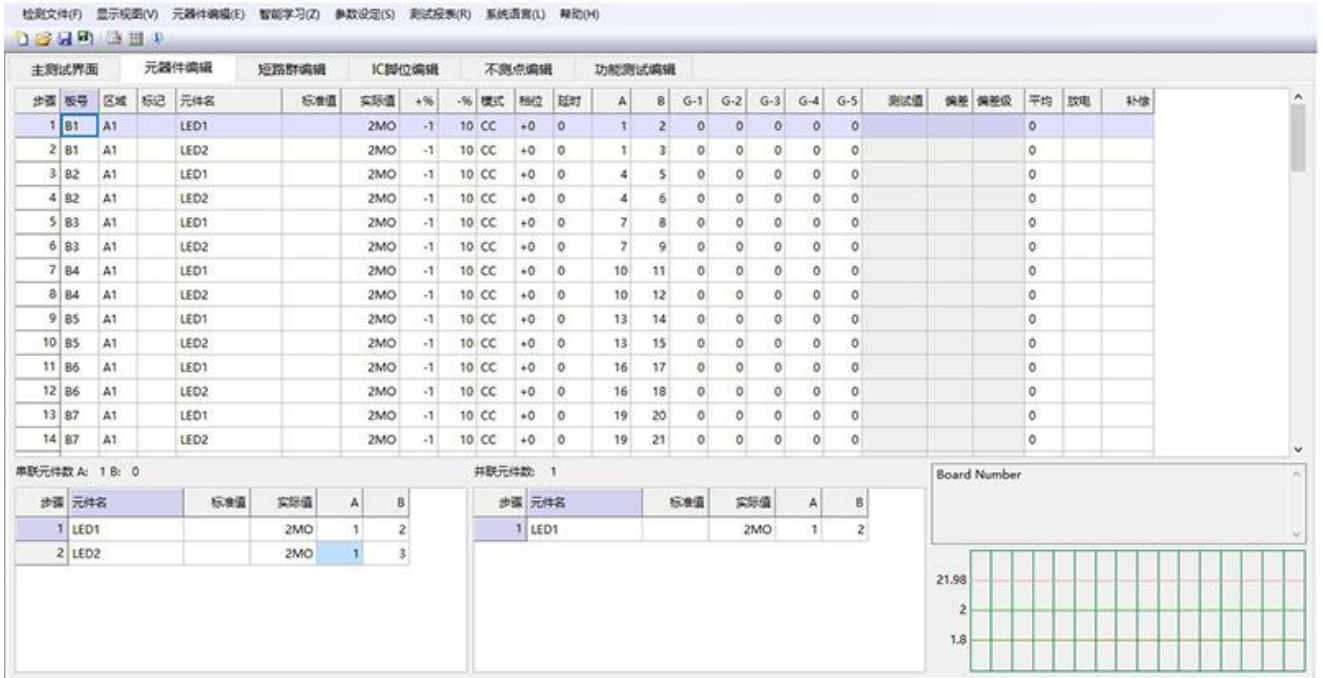 检测文件(F) 显示视图(V) 元器件编辑(E) 智能学习(Z) 参数设定(S) 测试报表(R) 系统语言(L) 帮助(H)
主测试界面 元器件编辑 短路群编辑 IC脚位编辑 不测点编辑 功能测试编辑
步骤 板号 区域 标记 元件名 标准值 实际值 +% -% 模式 档位 延时 A B G-1 G-2 G-3 G-4 G-5 测试值 偏差 偏差级 平均 放电 补偿
1 B1 A1 LED1 2MO -1 10 CC +0 0 1 2 0 0 0 0 0 0
2 B1 A1 LED2 2MO -1 10 CC +0 0 1 3 0 0 0 0 0 0
3 B2 A1 LED1 2MO -1 10 CC +0 0 4 5 0 0 0 0 0 0
4 B2 A1 LED2 2MO -1 10 CC +0 0 4 6 0 0 0 0 0 0
5 B3 A1 LED1 2MO -1 10 CC +0 0 7 8 0 0 0 0 0 0
6 B3 A1 LED2 2MO -1 10 CC +0 0 7 9 0 0 0 0 0 0
7 B4 A1 LED1 2MO -1 10 CC +0 0 10 11 0 0 0 0 0 0
8 B4 A1 LED2 2MO -1 10 CC +0 0 10 12 0 0 0 0 0 0
9 B5 A1 LED1 2MO -1 10 CC +0 0 13 14 0 0 0 0 0 0
10 B5 A1 LED2 2MO -1 10 CC +0 0 13 15 0 0 0 0 0 0
11 B6 A1 LED1 2MO -1 10 CC +0 0 16 17 0 0 0 0 0 0
12 B6 A1 LED2 2MO -1 10 CC +0 0 16 18 0 0 0 0 0 0
13 B7 A1 LED1 2MO -1 10 CC +0 0 19 20 0 0 0 0 0 0
14 B7 A1 LED2 2MO -1 10 CC +0 0 19 21 0 0 0 0 0 0
串联元件数 A: 1 B: 0
步骤 元件名 标准值 实际值 A B
1 LED1 2MO 1 2
2 LED2 2MO 1 3
并联元件数: 1
步骤 元件名 标准值 实际值 A B
1 LED1 2MO 1 2
Board Number
21.98
2
1.8